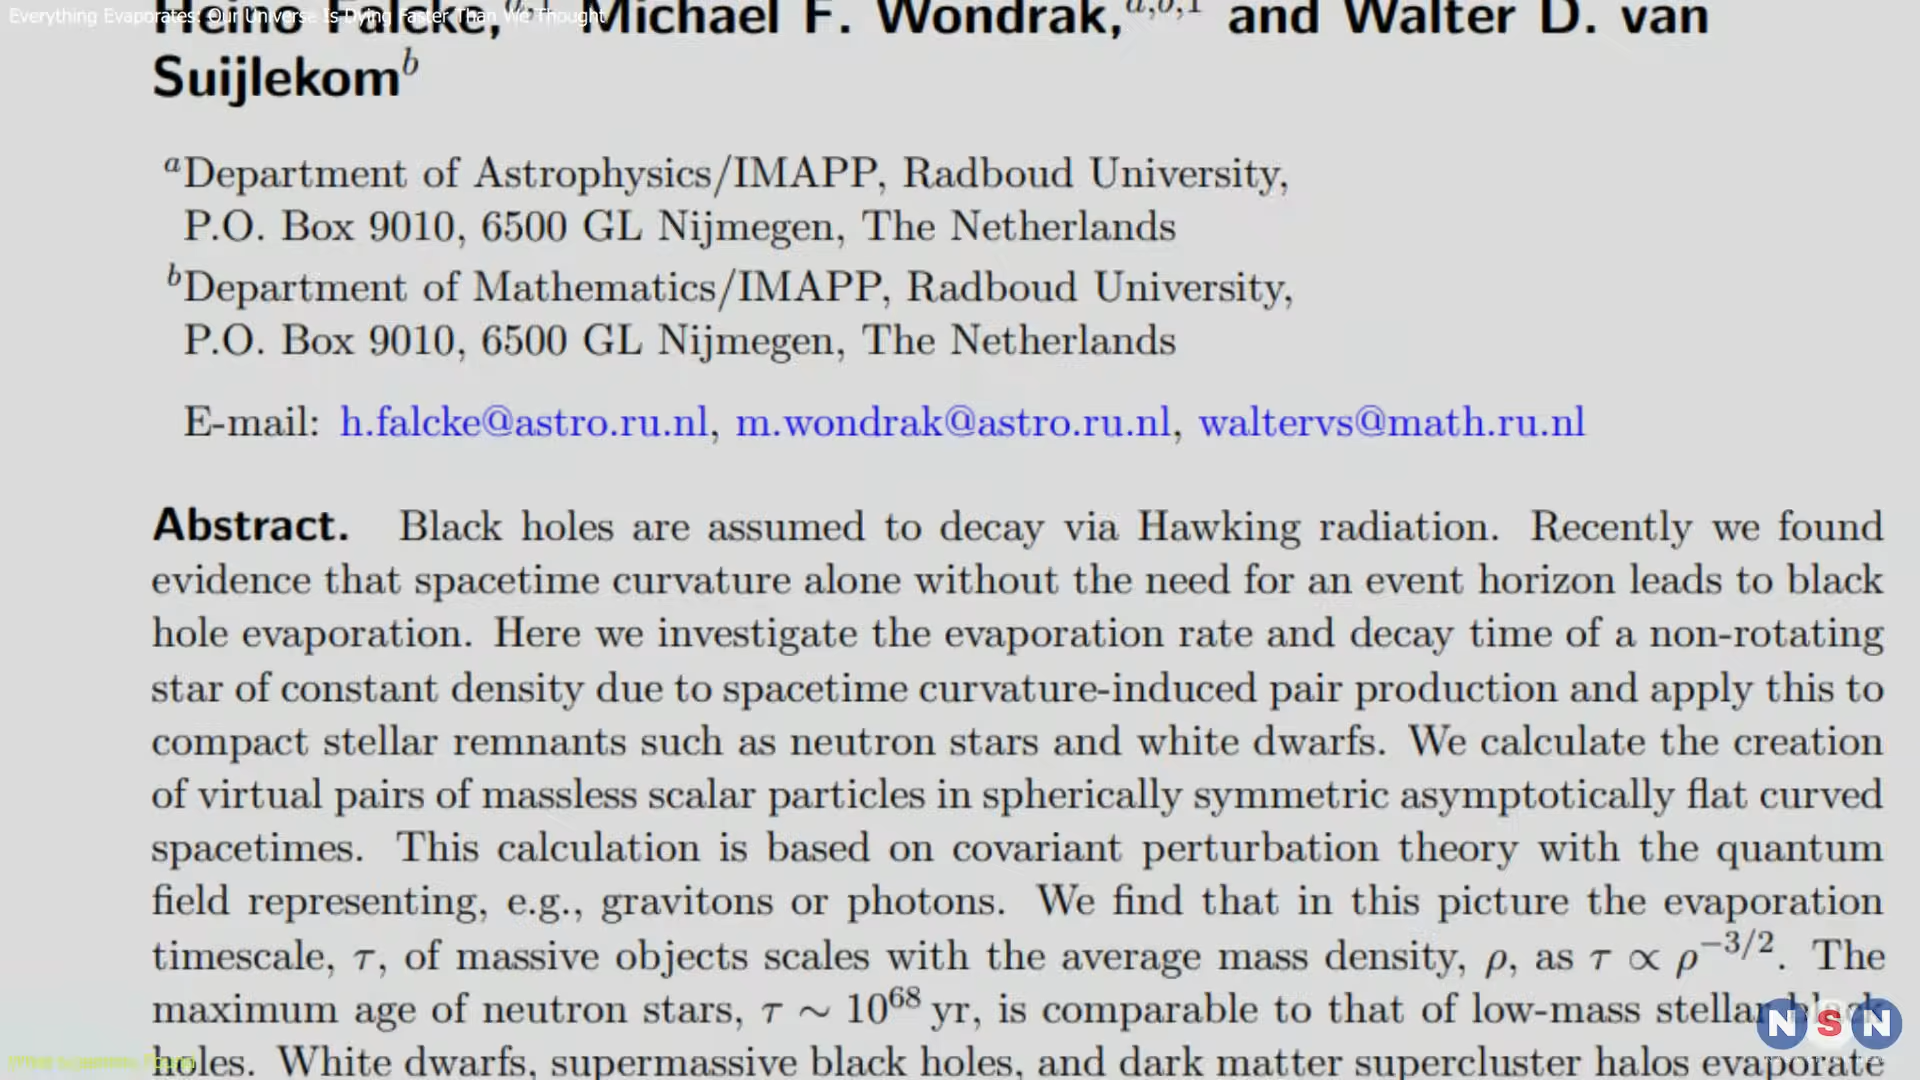 Everything Evaporates: Our Universe Is Dying Faster Than We Thought
Heino Falcke, Michael F. Wondrak,a,b,1 and Walter D. van
Suijlekomb
aDepartment of Astrophysics/IMAPP, Radboud University,
P.O. Box 9010, 6500 GL Nijmegen, The Netherlands
bDepartment of Mathematics/IMAPP, Radboud University,
P.O. Box 9010, 6500 GL Nijmegen, The Netherlands
E-mail: h.falcke@astro.ru.nl, m.wondrak@astro.ru.nl, waltervs@math.ru.nl
Abstract. Black holes are assumed to decay via Hawking radiation. Recently we found
evidence that spacetime curvature alone without the need for an event horizon leads to black
hole evaporation. Here we investigate the evaporation rate and decay time of a non-rotating
star of constant density due to spacetime curvature-induced pair production and apply this to
compact stellar remnants such as neutron stars and white dwarfs. We calculate the creation
of virtual pairs of massless scalar particles in spherically symmetric asymptotically flat curved
spacetimes. This calculation is based on covariant perturbation theory with the quantum
field representing, e.g., gravitons or photons. We find that in this picture the evaporation
timescale, τ, of massive objects scales with the average mass density, ρ, as τ ∝ ρ^−3/2. The
maximum age of neutron stars, τ ∼ 10^68 yr, is comparable to that of low-mass stellar black
holes. White dwarfs, supermassive black holes, and dark matter supercluster halos evaporate
NSN